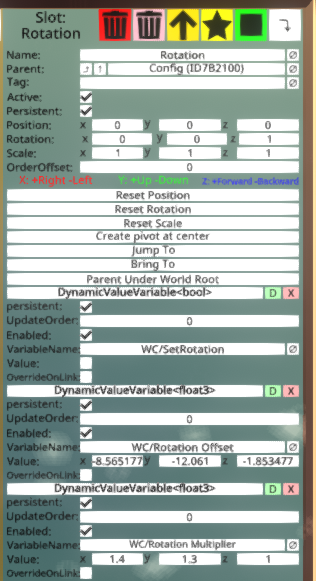 Slot:
Rotation
Name: Rotation ∅
Parent: ↑ Config (ID7B2100) ∅
Tag: ∅
Active:
Persistent:
Position: x 0 y 0 z 0
Rotation: x 0 y 0 z 1
Scale: x 1 y 1 z 1
OrderOffset: 0
X: +Right -Left Y: +Up -Down Z: +Forward -Backward
Reset Position
Reset Rotation
Reset Scale
Create pivot at center
Jump To
Bring To
Parent Under World Root
DynamicValueVariable<bool> D X
persistent:
UpdateOrder: 0
Enabled:
VariableName: WC/SetRotation ∅
Value:
OverrideOnLink:
DynamicValueVariable<float3> D X
persistent:
UpdateOrder: 0
Enabled:
VariableName: WC/Rotation Offset ∅
Value: x -8.565177 y -12.061 z -1.853477
OverrideOnLink:
DynamicValueVariable<float3> D X
persistent:
UpdateOrder: 0
Enabled:
VariableName: WC/Rotation Multiplier ∅
Value: x 1.4 y 1.3 z 1
OverrideOnLink: